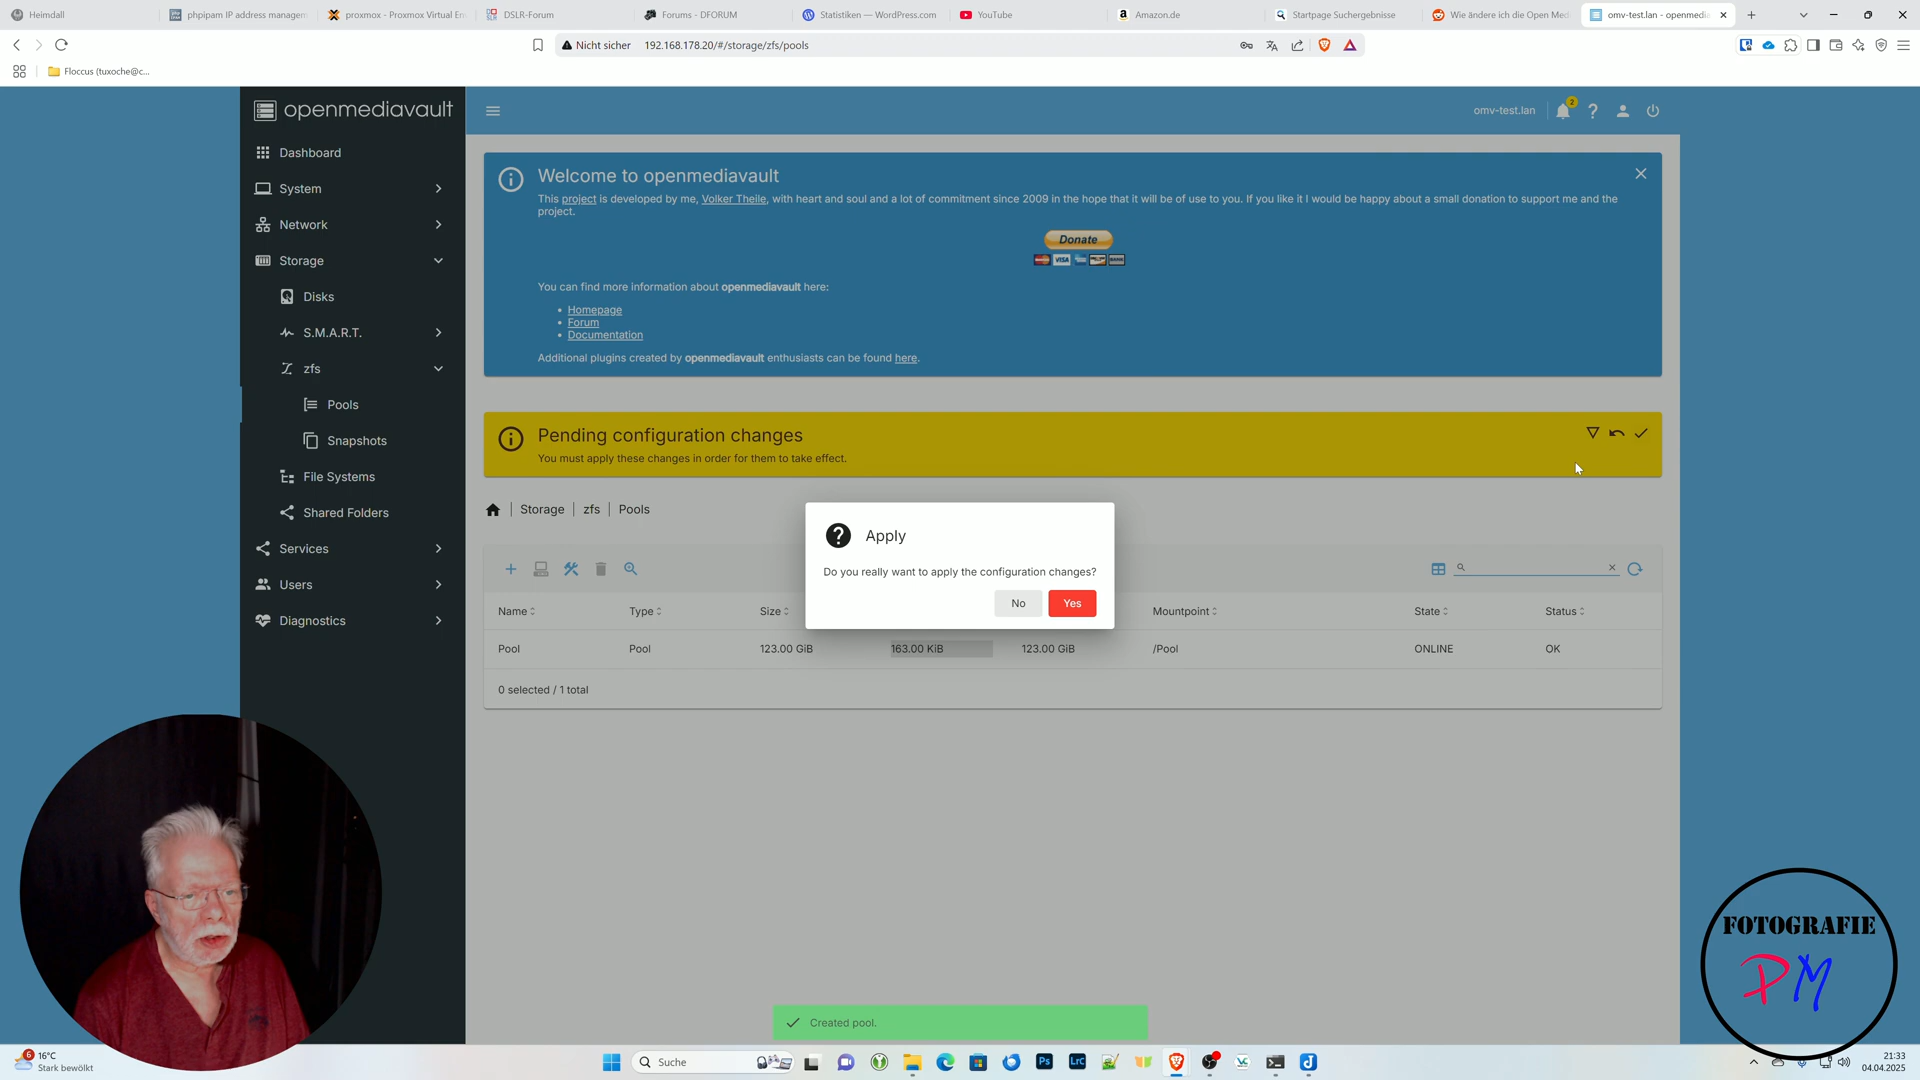 Heimdall
phpipam IP address managem
proxmox - Proxmox Virtual En
DSLR-Forum
Forums - DFORUM
Statistiken — WordPress.com
YouTube
Amazon.de
Startpage Suchergebnisse
Wie ändere ich die Open Med
omv-test.lan - openmedia
Nicht sicher
192.168.178.20/#/storage/zfs/pools
Floccus (tuxoche@c...
openmediavault
omv-test.lan
2
Dashboard
System
Network
Storage
Disks
S.M.A.R.T.
zfs
Pools
Snapshots
File Systems
Shared Folders
Services
Users
Diagnostics
Welcome to openmediavault
This project is developed by me, Volker Theile, with heart and soul and a lot of commitment since 2009 in the hope that it will be of use to you. If you like it I would be happy about a small donation to support me and the
project.
Donate
VISA
You can find more information about openmediavault here:
Homepage
Forum
Documentation
Additional plugins created by openmediavault enthusiasts can be found here.
Pending configuration changes
You must apply these changes in order for them to take effect.
Storage | zfs | Pools
Apply
Do you really want to apply the configuration changes?
No
Yes
Name
Type
Size
Mountpoint
State
Status
Pool
Pool
123.00 GiB
163.00 KiB
123.00 GiB
/Pool
ONLINE
OK
0 selected / 1 total
Created pool.
FOTOGRAFIE
PM
6
16°C
Stark bewölkt
Suche
Ps
LrC
21:33
04.04.2025